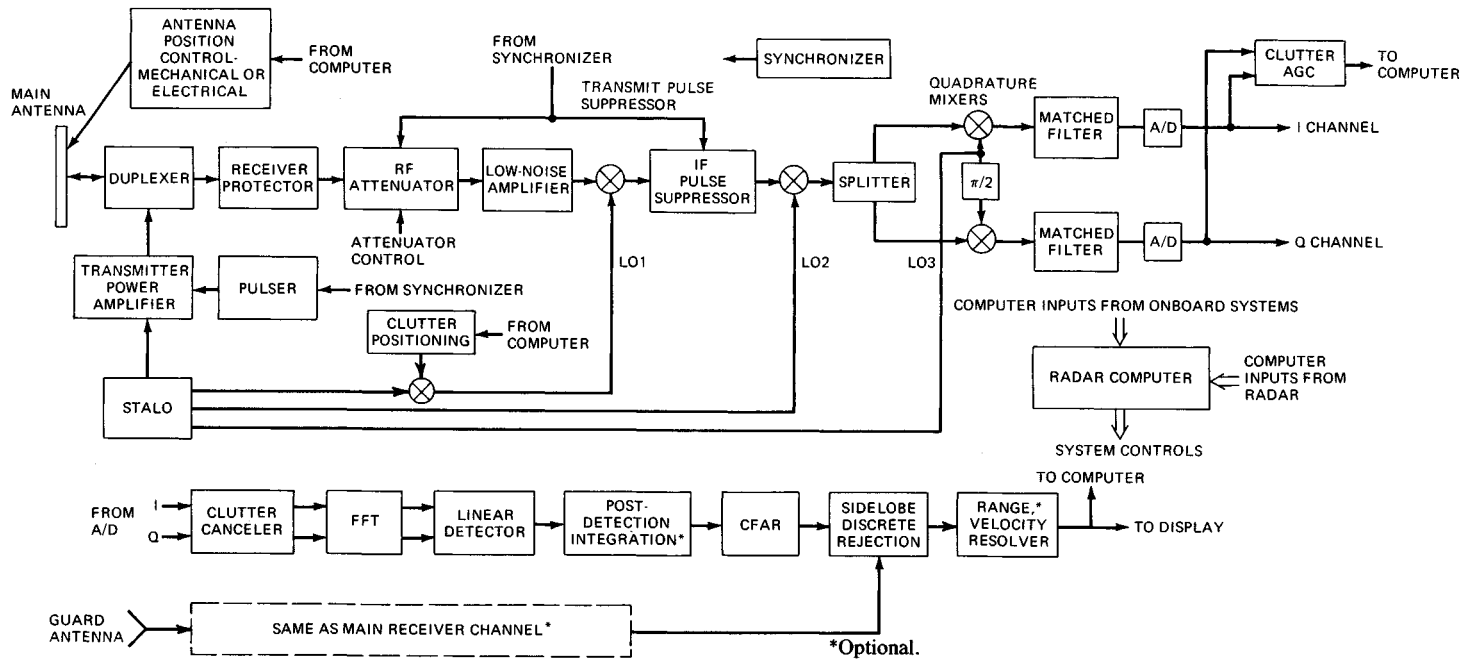 ANTENNA
POSITION
CONTROL-
MECHANICAL OR
ELECTRICAL
FROM
COMPUTER
FROM
SYNCHRONIZER
SYNCHRONIZER
CLUTTER
AGC
TO
COMPUTER
MAIN
ANTENNA
TRANSMIT PULSE
SUPPRESSOR
QUADRATURE
MIXERS
MATCHED
FILTER
A/D
I CHANNEL
DUPLEXER
RECEIVER
PROTECTOR
RF
ATTENUATOR
LOW-NOISE
AMPLIFIER
IF
PULSE
SUPPRESSOR
SPLITTER
π/2
ATTENUATOR
CONTROL
MATCHED
FILTER
A/D
Q CHANNEL
LO1
LO2
LO3
TRANSMITTER
POWER
AMPLIFIER
PULSER
FROM SYNCHRONIZER
CLUTTER
POSITIONING
FROM
COMPUTER
COMPUTER INPUTS FROM ONBOARD SYSTEMS
RADAR COMPUTER
COMPUTER
INPUTS FROM
RADAR
STALO
SYSTEM CONTROLS
FROM
A/D
I
Q
CLUTTER
CANCELER
FFT
LINEAR
DETECTOR
POST-
DETECTION
INTEGRATION*
CFAR
SIDELOBE
DISCRETE
REJECTION
RANGE,*
VELOCITY
RESOLVER
TO COMPUTER
TO DISPLAY
GUARD
ANTENNA
SAME AS MAIN RECEIVER CHANNEL*
*Optional.